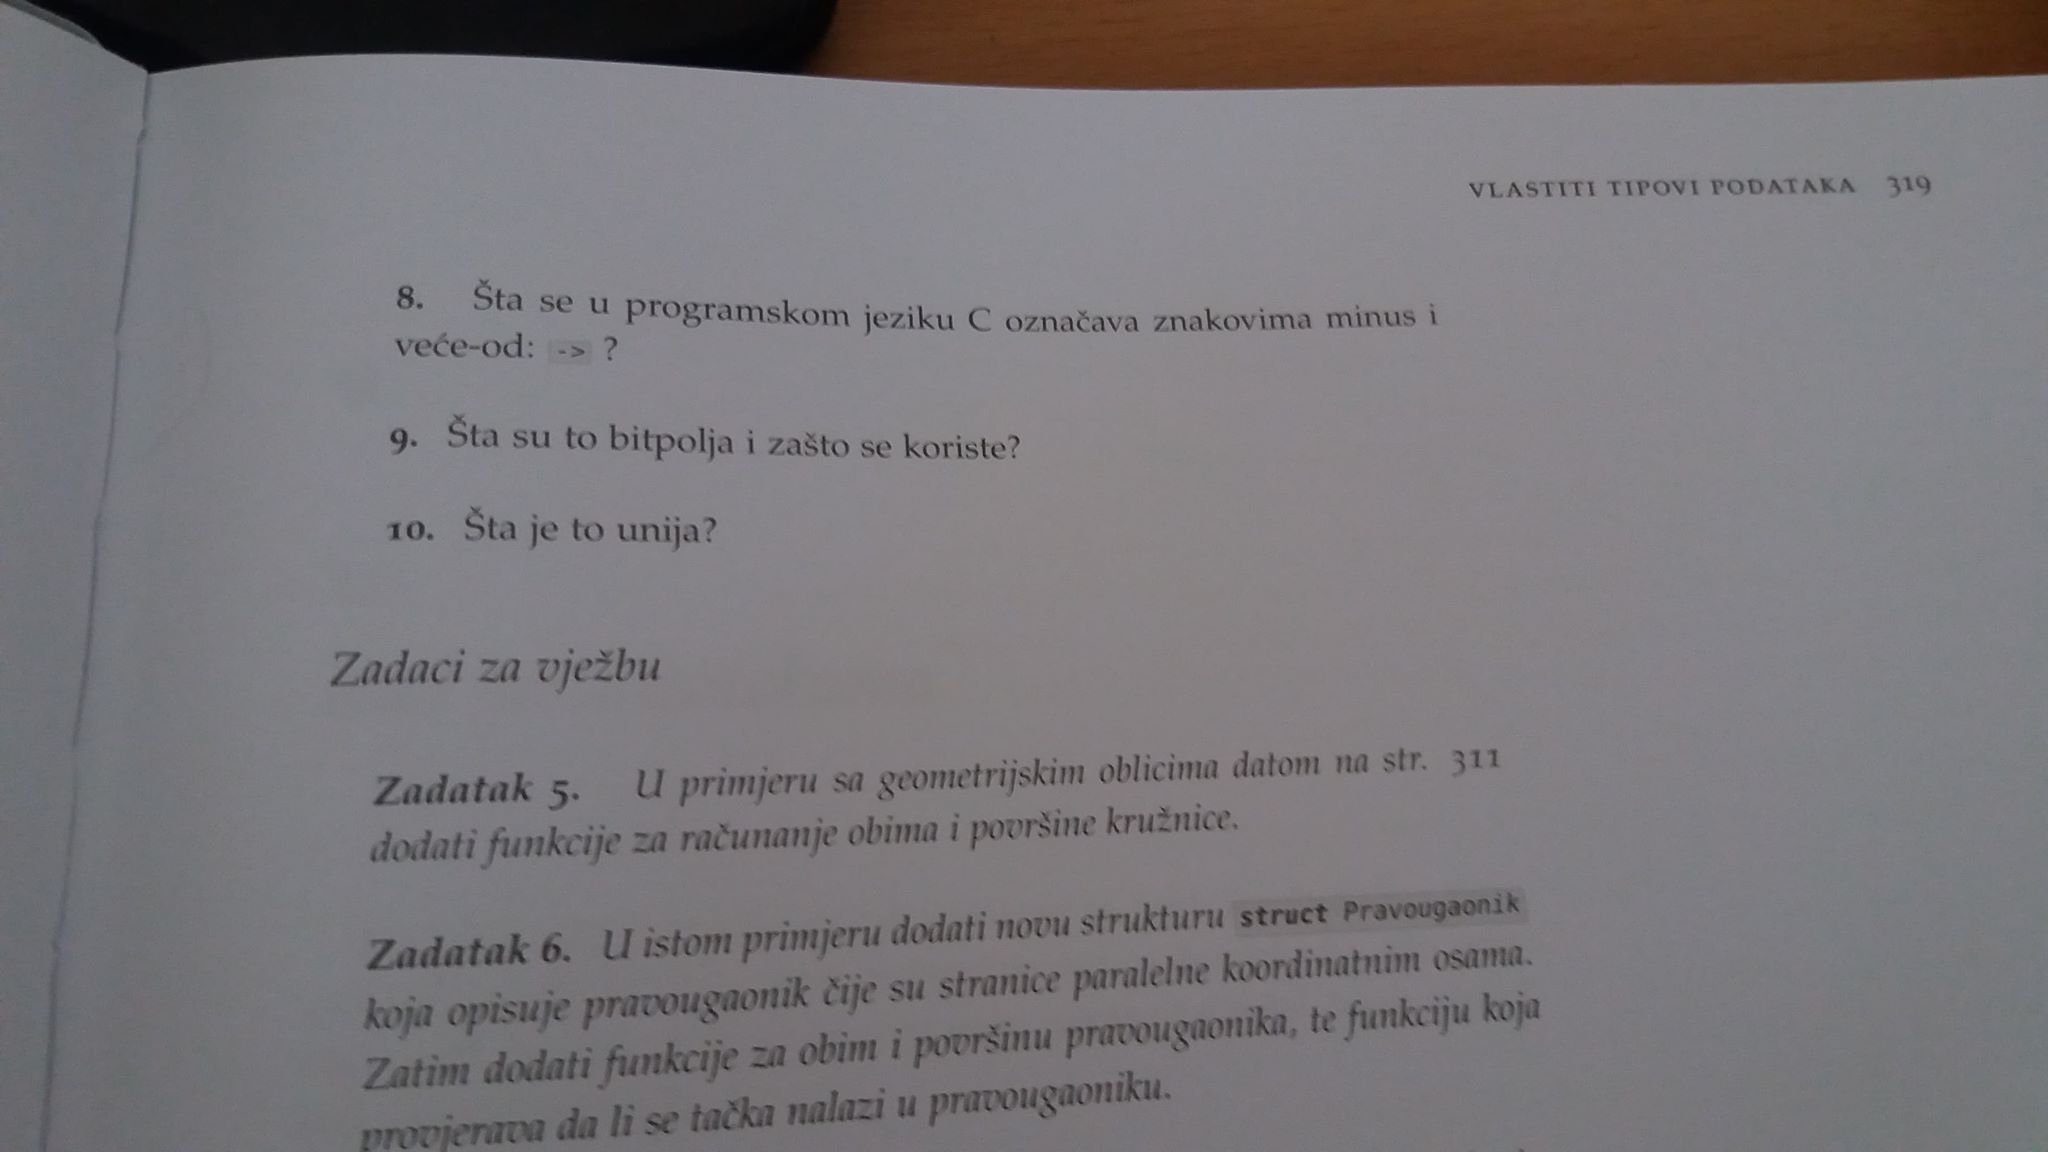 VLASTITI TIPOVI PODATAKA 319
8. Šta se u programskom jeziku C označava znakovima minus i
veće-od: -> ?
9. Šta su to bitpolja i zašto se koriste?
10. Šta je to unija?
Zadaci za vježbu
Zadatak 5. U primjeru sa geometrijskim oblicima datom na str. 311
dodati funkcije za računanje obima i površine kružnice.
Zadatak 6. U istom primjeru dodati novu strukturu struct Pravougaonik
koja opisuje pravougaonik čije su stranice paralelne koordinatnim osama.
Zatim dodati funkcije za obim i površinu pravougaonika, te funkciju koja
provjerava da li se tačka nalazi u pravougaoniku.